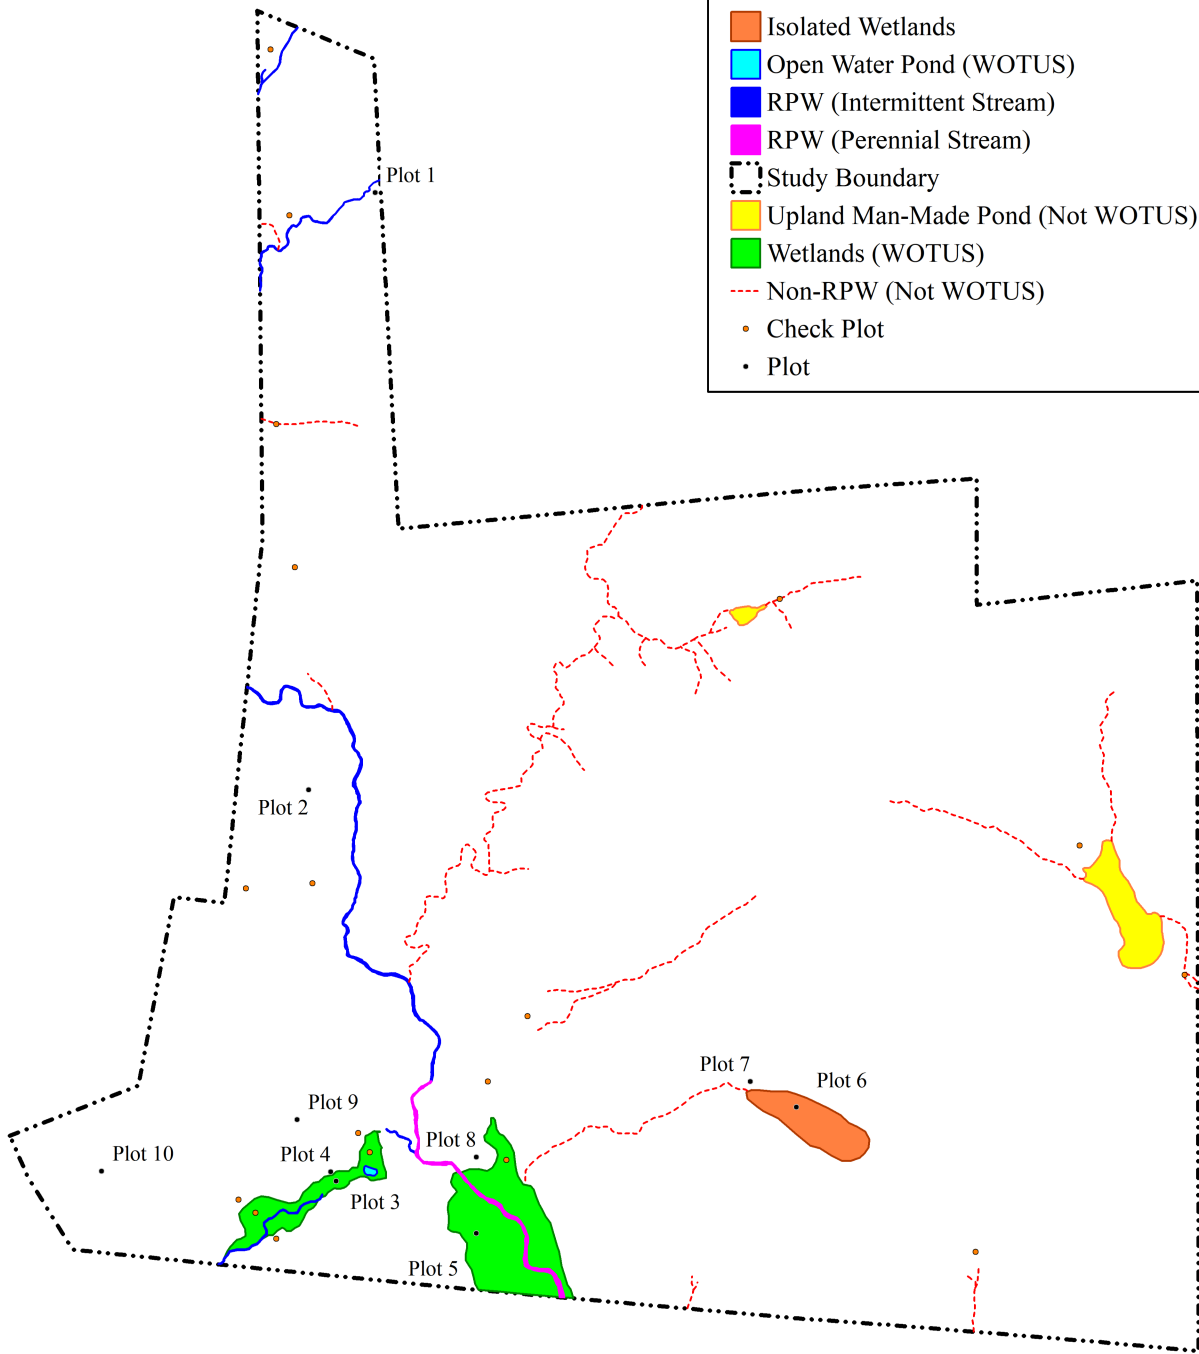 Isolated Wetlands
Open Water Pond (WOTUS)
RPW (Intermittent Stream)
RPW (Perennial Stream)
Study Boundary
Upland Man-Made Pond (Not WOTUS)
Wetlands (WOTUS)
Non-RPW (Not WOTUS)
Check Plot
Plot
Plot 1
Plot 2
Plot 7
Plot 6
Plot 9
Plot 8
Plot 10
Plot 4
Plot 3
Plot 5